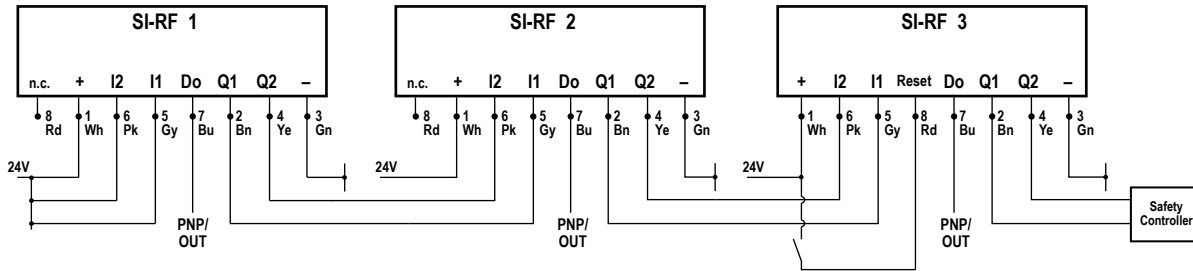 SI-RF 1
n.c. + I2 I1 Do Q1 Q2 –
8 1 6 5 7 2 4 3
Rd Wh Pk Gy Bu Bn Ye Gn
24V
PNP/
OUT
SI-RF 2
n.c. + I2 I1 Do Q1 Q2 –
8 1 6 5 7 2 4 3
Rd Wh Pk Gy Bu Bn Ye Gn
24V
PNP/
OUT
SI-RF 3
+ I2 I1 Reset Do Q1 Q2 –
1 6 5 8 7 2 4 3
Wh Pk Gy Rd Bu Bn Ye Gn
24V
PNP/
OUT
Safety
Controller